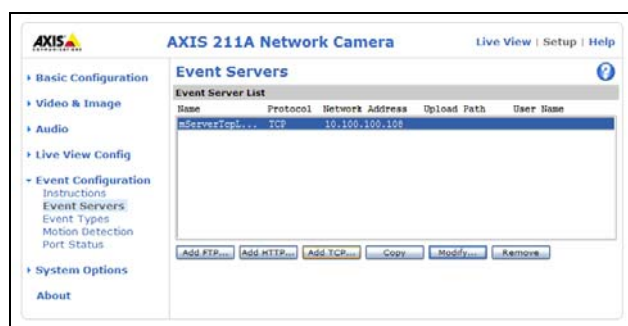 AXIS
COMMUNICATIONS
AXIS 211A Network Camera
Live View | Setup | Help
Basic Configuration
Video & Image
Audio
Live View Config
Event Configuration
Instructions
Event Servers
Event Types
Motion Detection
Port Status
System Options
About
Event Servers
Event Server List
Name Protocol Network Address Upload Path User Name
mServerTcpL... TCP 10.100.100.108
Add FTP... Add HTTP... Add TCP... Copy Modify... Remove